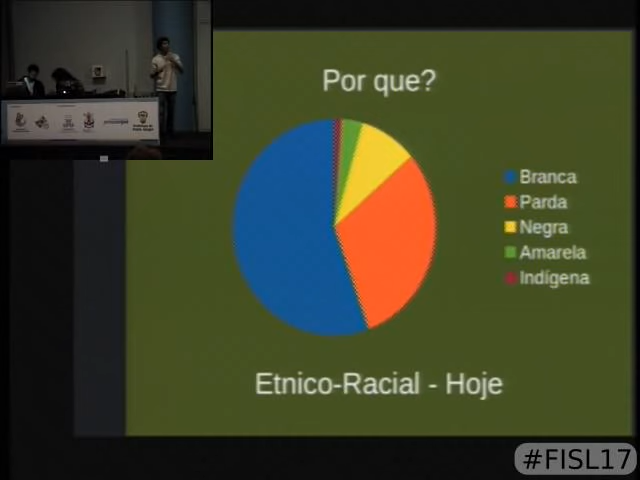 Por que?
Branca
Parda
Negra
Amarela
Indígena
Etnico-Racial - Hoje
#FISL17